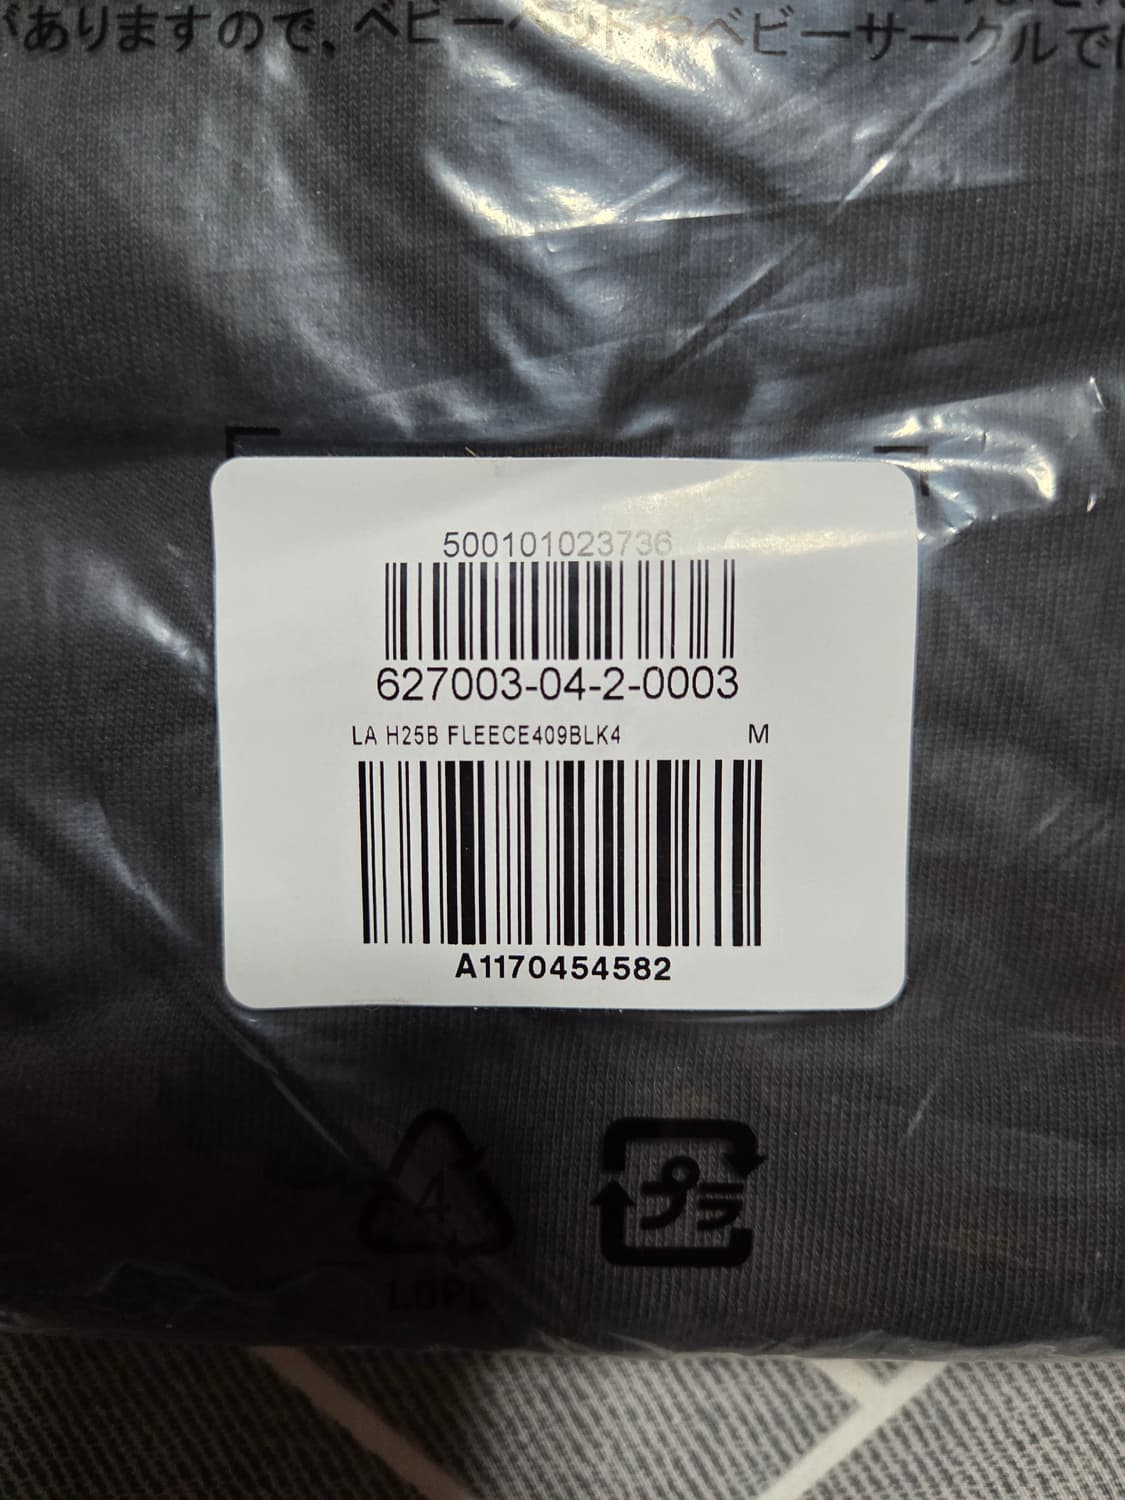 がありますので、ベビーベッドやベビーサークルでは
500101023736
627003-04-2-0003
LA H25B FLEECE409BLK4 M
A1170454582
4
プラ
LDPE